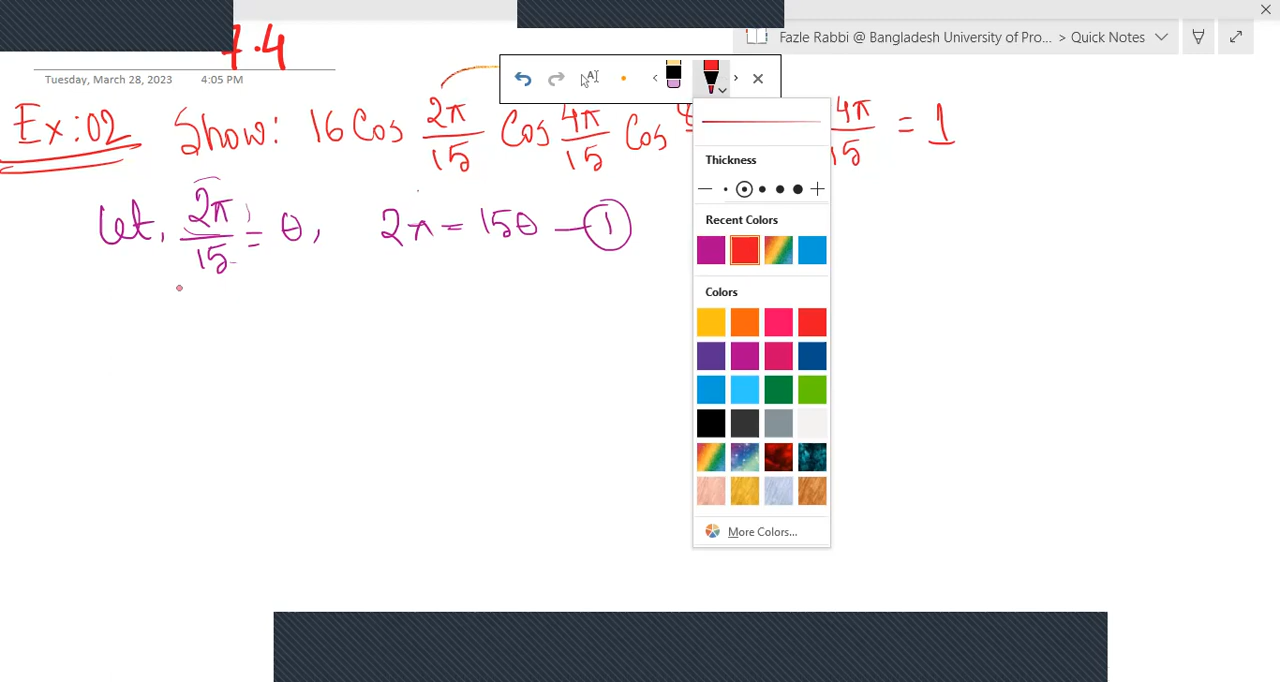 7.4
Fazle Rabbi @ Bangladesh University of Pro... > Quick Notes
Tuesday, March 28, 2023 4:05 PM
Ex:02 Show: 16 Cos 2π/15 Cos 4π/15 Cos 4π/15 = 1
Let, 2π/15 = θ, 2π = 15θ — ①
Thickness
Recent Colors
Colors
More Colors...